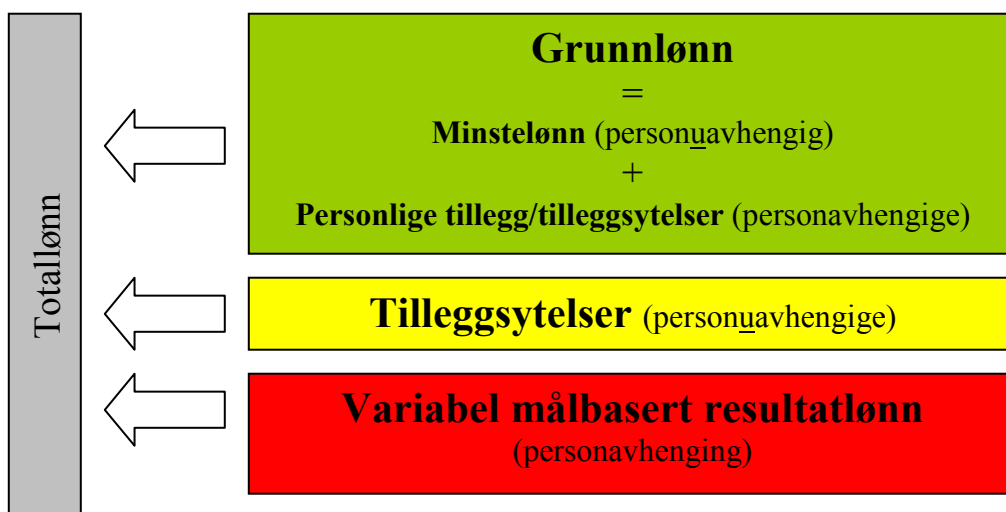 Totallønn
Grunnlønn
=
Minstelønn (personuavhengig)
+
Personlige tillegg/tilleggsytelser (personavhengige)
Tilleggsytelser (personuavhengige)
Variabel målbasert resultatlønn
(personavhenging)